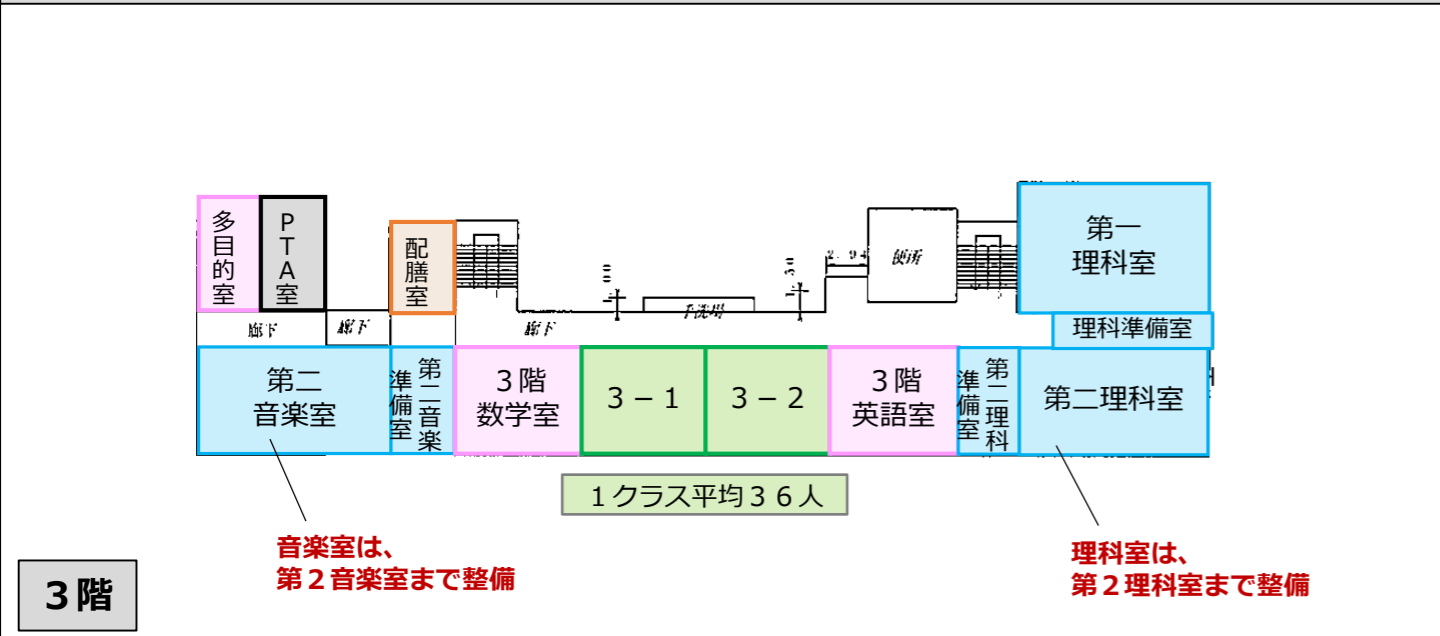 多目的室
PTA室
配膳室
便所
2.94
第一
理科室
廊下
廊下
廊下
手洗場
理科準備室
第二
音楽室
第二音楽
準備室
3階
数学室
3－1
3－2
3階
英語室
第二理科
準備室
第二理科室
1クラス平均36人
音楽室は、
第2音楽室まで整備
理科室は、
第2理科室まで整備
3階